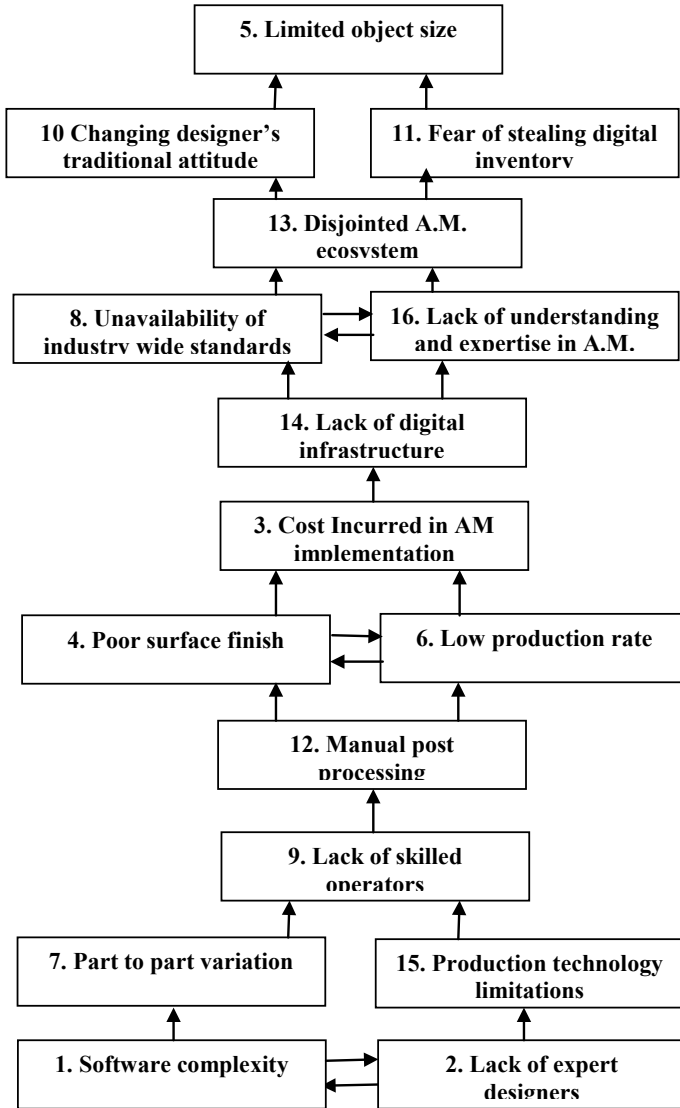 5. Limited object size
10 Changing designer's
traditional attitude
11. Fear of stealing digital
inventory
13. Disjointed A.M.
ecosystem
8. Unavailability of
industry wide standards
16. Lack of understanding
and expertise in A.M.
14. Lack of digital
infrastructure
3. Cost Incurred in AM
implementation
4. Poor surface finish
6. Low production rate
12. Manual post
processing
9. Lack of skilled
operators
7. Part to part variation
15. Production technology
limitations
1. Software complexity
2. Lack of expert
designers